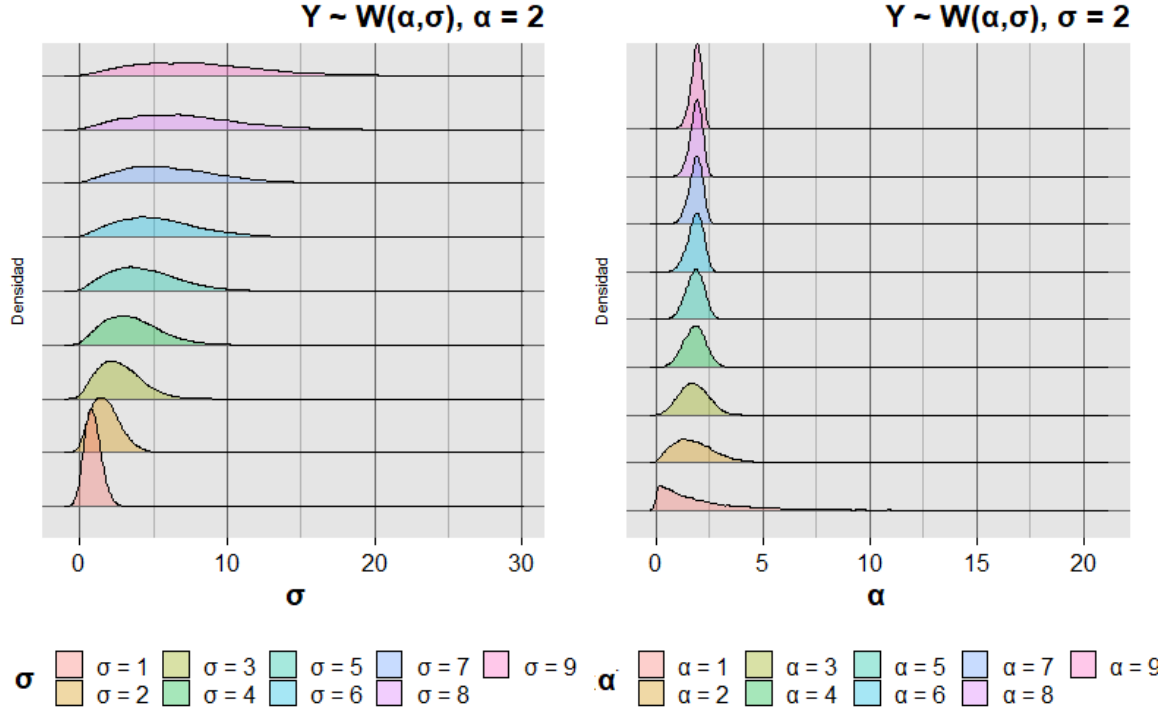 Y ~ W(α,σ), α = 2
Densidad
0 10 20 30
σ
σ σ = 1 σ = 3 σ = 5 σ = 7 σ = 9
σ = 2 σ = 4 σ = 6 σ = 8
Y ~ W(α,σ), σ = 2
Densidad
0 5 10 15 20
α
α α = 1 α = 3 α = 5 α = 7 α = 9
α = 2 α = 4 α = 6 α = 8